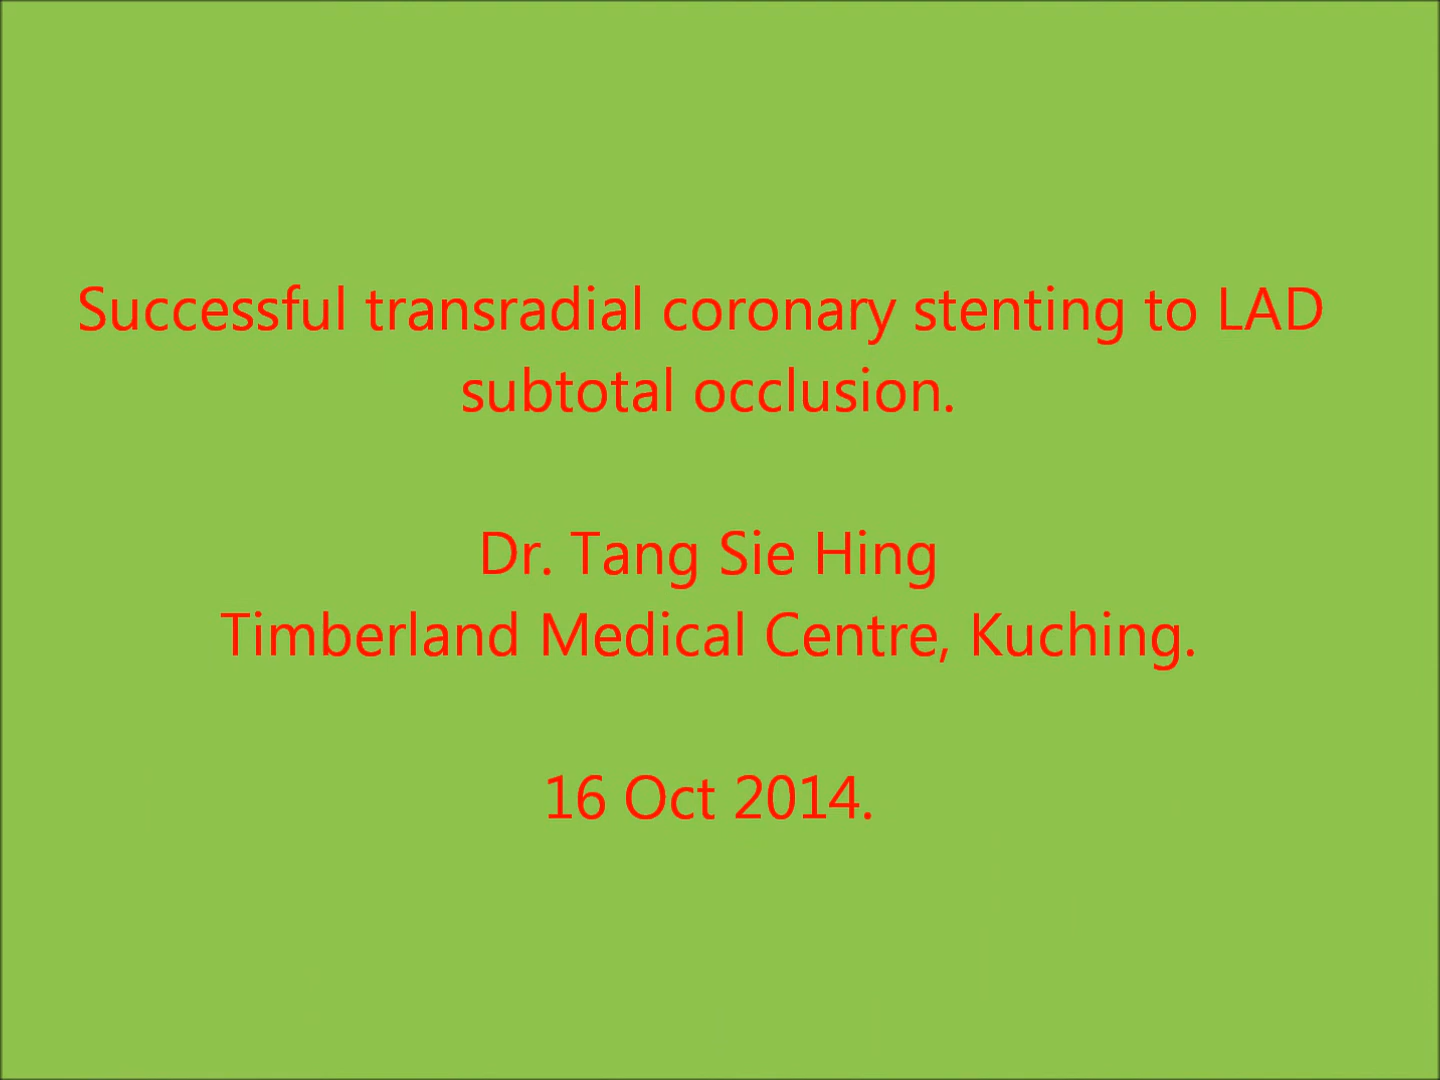 Successful transradial coronary stenting to LAD
subtotal occlusion.
Dr. Tang Sie Hing
Timberland Medical Centre, Kuching.
16 Oct 2014.